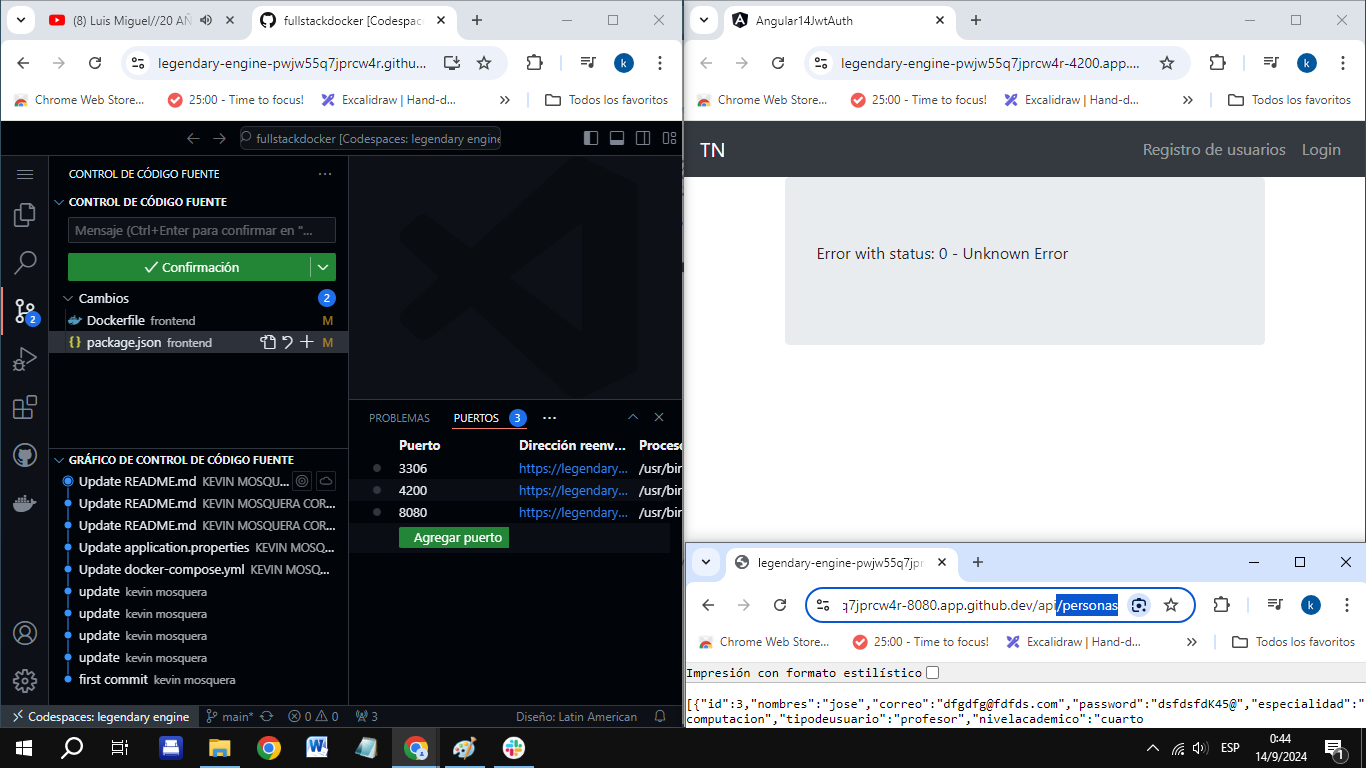 (8) Luis Miguel//20 AÑ
fullstackdocker [Codespac
legendary-engine-pwjw55q7jprcw4r.githu...
Chrome Web Store...
25:00 - Time to focus!
Excalidraw | Hand-d...
Todos los favoritos
fullstackdocker [Codespaces: legendary engine
CONTROL DE CÓDIGO FUENTE
CONTROL DE CÓDIGO FUENTE
Mensaje (Ctrl+Enter para confirmar en "...
Confirmación
Cambios 2
Dockerfile frontend M
package.json frontend M
2
GRÁFICO DE CONTROL DE CÓDIGO FUENTE
Update README.md KEVIN MOSQU...
Update README.md KEVIN MOSQUERA COR...
Update README.md KEVIN MOSQUERA COR...
Update application.properties KEVIN MOSQ...
Update docker-compose.yml KEVIN MOSQ...
update kevin mosquera
update kevin mosquera
update kevin mosquera
update kevin mosquera
first commit kevin mosquera
PROBLEMAS PUERTOS 3
Puerto Dirección reenv... Proces
3306 https://legendary... /usr/bin
4200 https://legendary... /usr/bin
8080 https://legendary... /usr/bin
Agregar puerto
Codespaces: legendary engine main* 0 0 3 Diseño: Latin American
Angular14JwtAuth
legendary-engine-pwjw55q7jprcw4r-4200.app....
k
Chrome Web Store...
25:00 - Time to focus!
Excalidraw | Hand-d...
Todos los favoritos
TN Registro de usuarios Login
Error with status: 0 - Unknown Error
legendary-engine-pwjw55q7jpr
q7jprcw4r-8080.app.github.dev/api/personas
k
Chrome Web Store...
25:00 - Time to focus!
Excalidraw | Hand-d...
Todos los favoritos
Impresión con formato estilístico
[{"id":3,"nombres":"jose","correo":"dfgdfg@fdfds.com","password":"dsfdsfdK45@","especialidad":"
computacion","tipodeusuario":"profesor","nivelacademico":"cuarto
ESP
0:44
14/9/2024
1